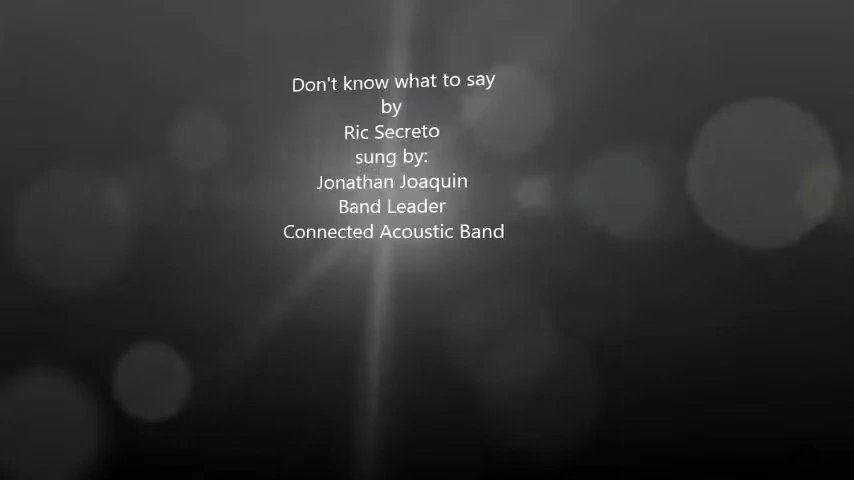 Don't know what to say
by
Ric Secreto
sung by:
Jonathan Joaquin
Band Leader
Connected Acoustic Band